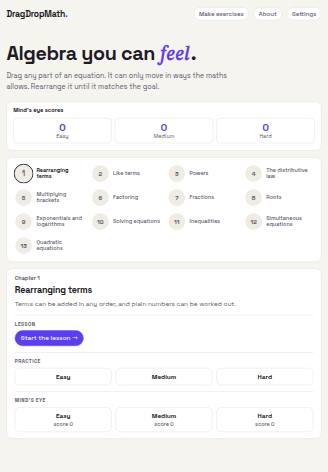 DragDropMath.
Make exercises
About
Settings
Algebra you can feel.
Drag any part of an equation. It can only move in ways the maths
allows. Rearrange it until it matches the goal.
Mind's eye scores
0
Easy
0
Medium
0
Hard
1
Rearranging
terms
2
Like terms
3
Powers
4
The distributive
law
5
Multiplying
brackets
6
Factoring
7
Fractions
8
Roots
9
Exponentials and
logarithms
10
Solving equations
11
Inequalities
12
Simultaneous
equations
13
Quadratic
equations
Chapter 1
Rearranging terms
Terms can be added in any order, and plain numbers can be worked out.
LESSON
Start the lesson →
PRACTICE
Easy
Medium
Hard
MIND'S EYE
Easy
score 0
Medium
score 0
Hard
score 0